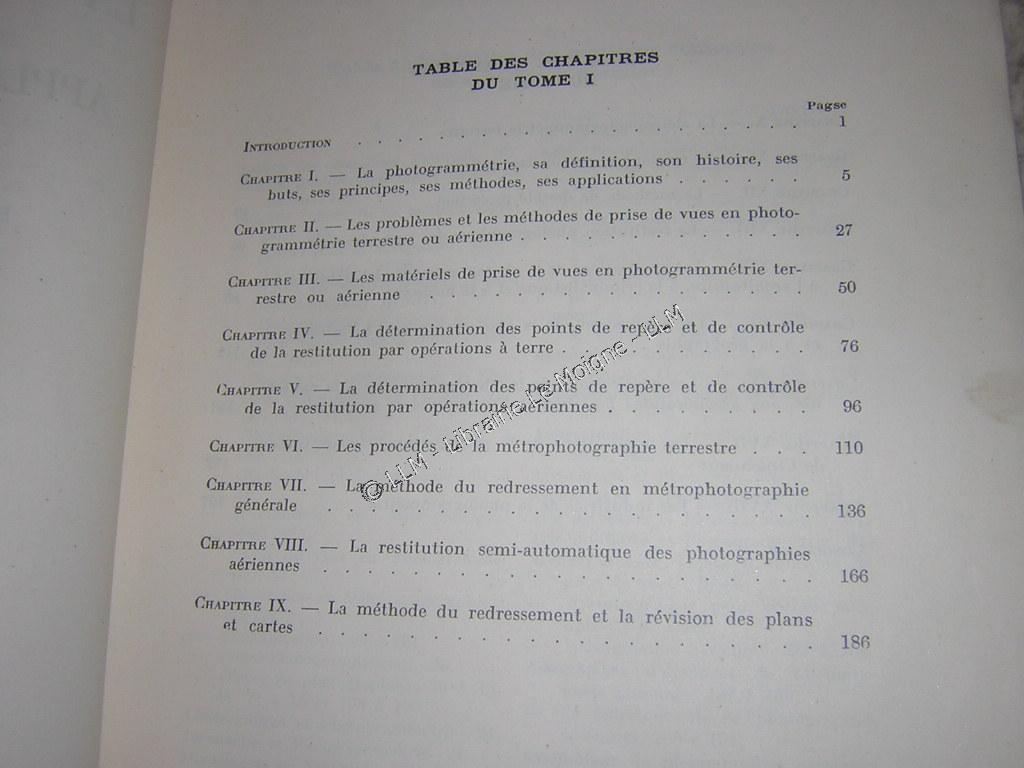 TABLE DES CHAPITRES
DU TOME I
Pagse
INTRODUCTION . . . . . . . . . . . . . . . . . . 1
CHAPITRE I. — La photogrammétrie, sa définition, son histoire, ses
buts, ses principes, ses méthodes, ses applications . . . . . . 5
CHAPITRE II. — Les problèmes et les méthodes de prise de vues en photo-
grammétrie terrestre ou aérienne . . . . . . . . . . . . . 27
CHAPITRE III. — Les matériels de prise de vues en photogrammétrie ter-
restre ou aérienne . . . . . . . . . . . . . . . 50
CHAPITRE IV. — La détermination des points de repère et de contrôle
de la restitution par opérations à terre . . . . . . . . . . . 76
CHAPITRE V. — La détermination des points de repère et de contrôle
de la restitution par opérations aériennes . . . . . . . . 96
CHAPITRE VI. — Les procédés de la métrophotographie terrestre . . . 110
CHAPITRE VII. — La méthode du redressement en métrophotographie
générale . . . . . . . . . . . . . . . . . . . 136
CHAPITRE VIII. — La restitution semi-automatique des photographies
aériennes . . . . . . . . . . . . . . . . . . . 166
CHAPITRE IX. — La méthode du redressement et la révision des plans
et cartes . . . . . . . . . . . . . . . . . . . 186
© LLM - Librairie Le Moigne - LLM